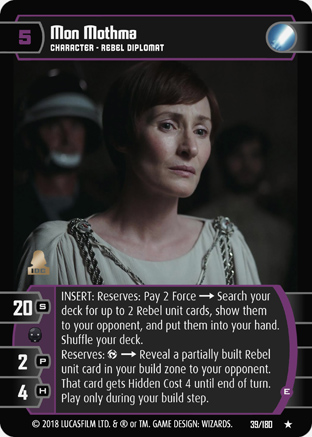 5 Mon Mothma
CHARACTER • REBEL DIPLOMAT
IDC
20 S
2 P
4 H
INSERT: Reserves: Pay 2 Force → Search your
deck for up to 2 Rebel unit cards, show them
to your opponent, and put them into your hand.
Shuffle your deck.
Reserves: → Reveal a partially built Rebel
unit card in your build zone to your opponent.
That card gets Hidden Cost 4 until end of turn.
Play only during your build step.
E
© 2018 LUCASFILM LTD. & ® or TM. GAME DESIGN: WIZARDS. 39/180 ★